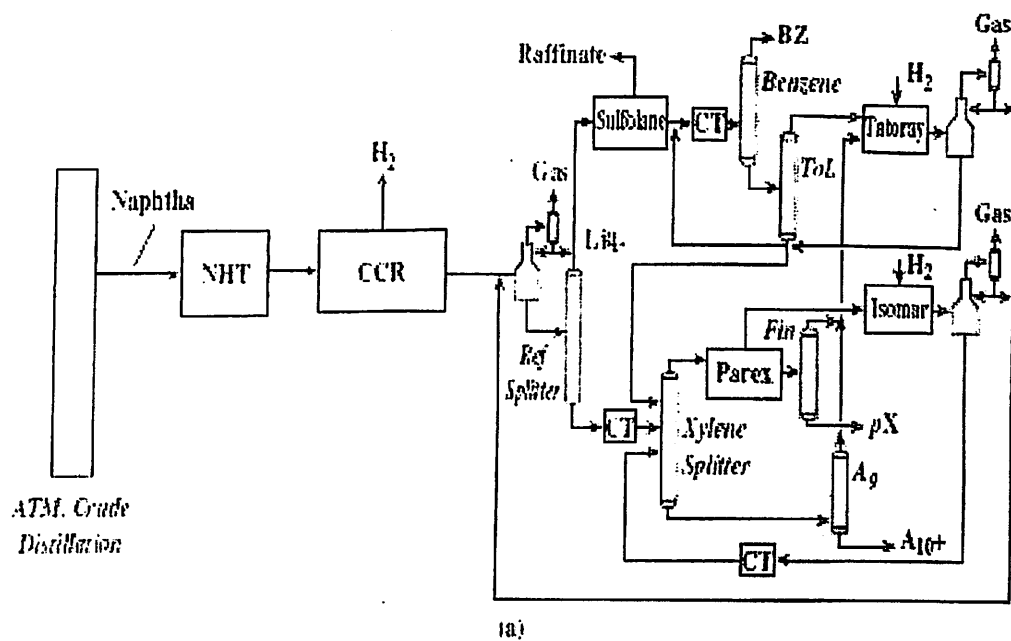 Gas
BZ
Raffinate
H2
Benzene
Sulfolane
CT
Tatoray
H2
Gas
Tol.
Naphtha
Gas
Liq.
NHT
CCR
H2
Isomar
Fin
Ref
Splitter
Parex
CT
Xylene
Splitter
pX
A9
ATM. Crude
Distillation
A10+
CT
(a)